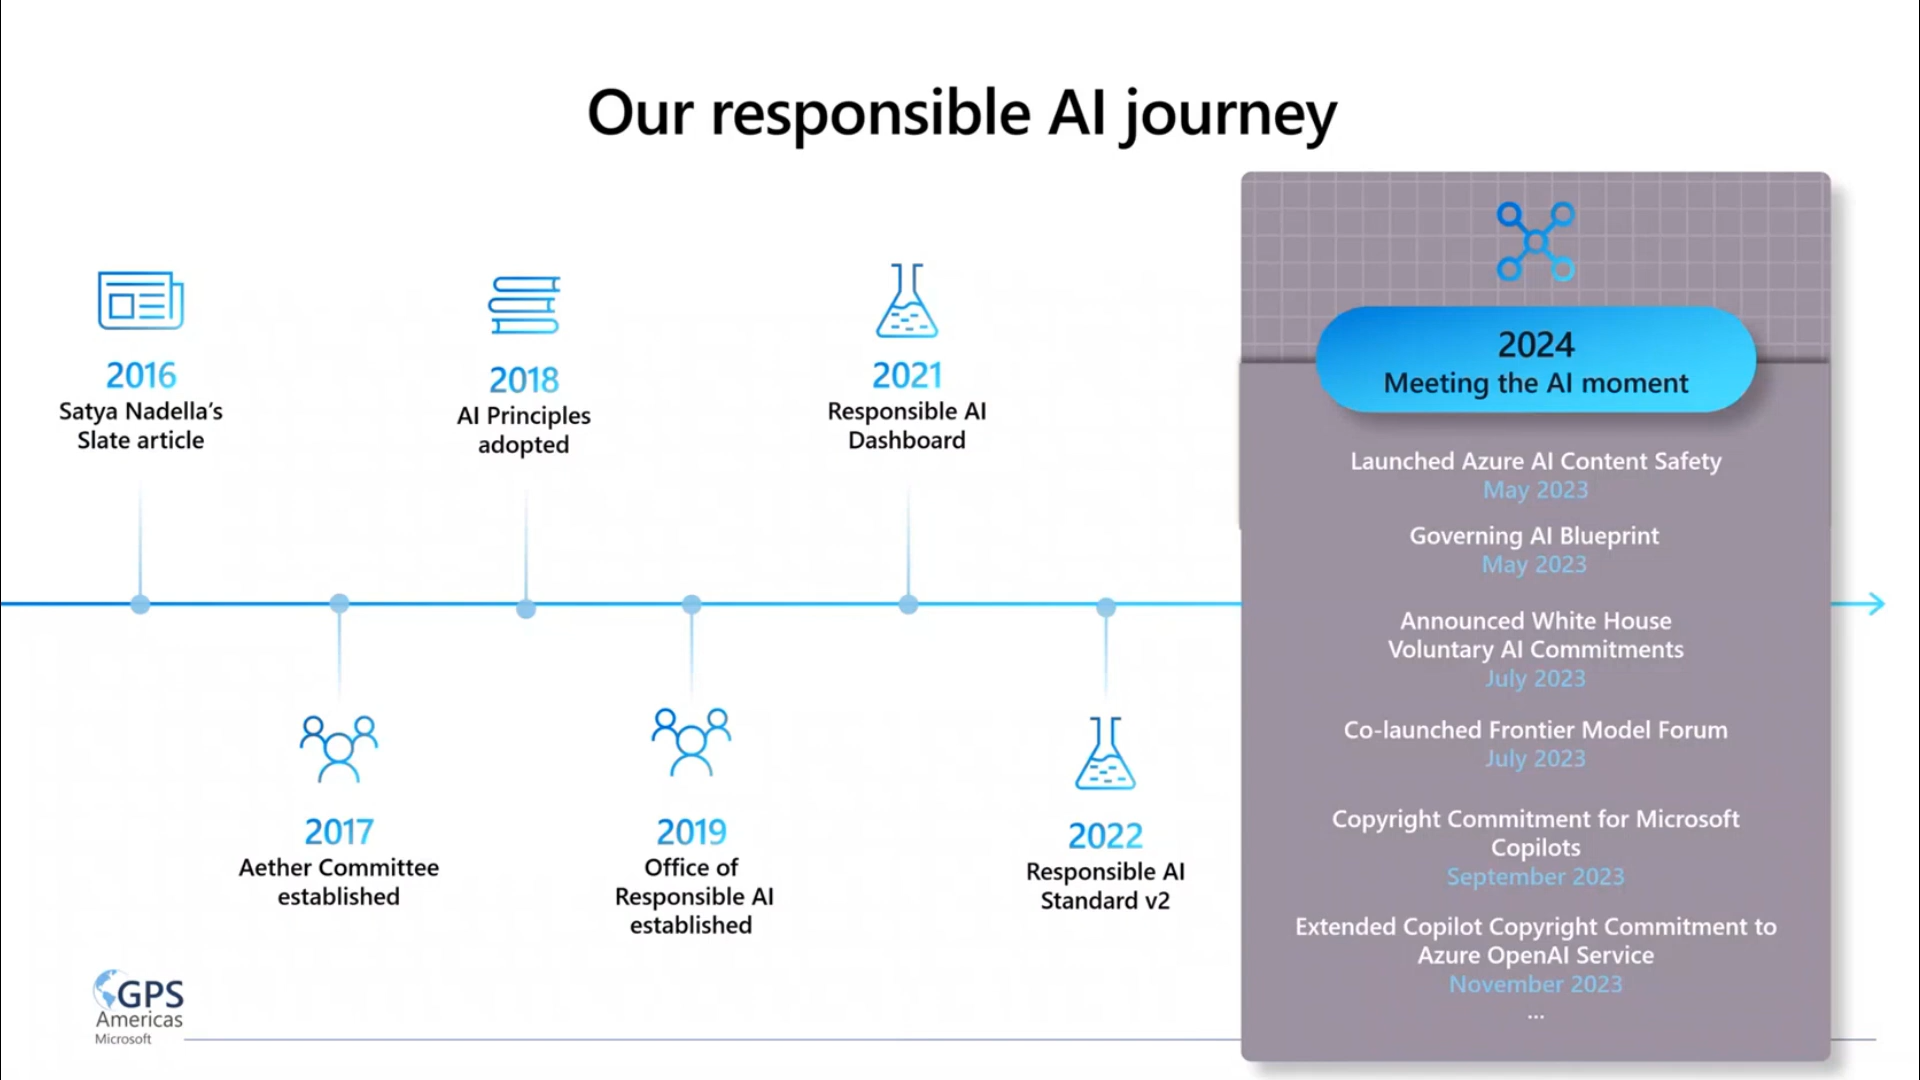 Our responsible AI journey
2016
Satya Nadella's
Slate article
2017
Aether Committee
established
2018
AI Principles
adopted
2019
Office of
Responsible AI
established
2021
Responsible AI
Dashboard
2022
Responsible AI
Standard v2
2024
Meeting the AI moment
Launched Azure AI Content Safety
May 2023
Governing AI Blueprint
May 2023
Announced White House
Voluntary AI Commitments
July 2023
Co-launched Frontier Model Forum
July 2023
Copyright Commitment for Microsoft
Copilots
September 2023
Extended Copilot Copyright Commitment to
Azure OpenAI Service
November 2023
...
GPS
Americas
Microsoft